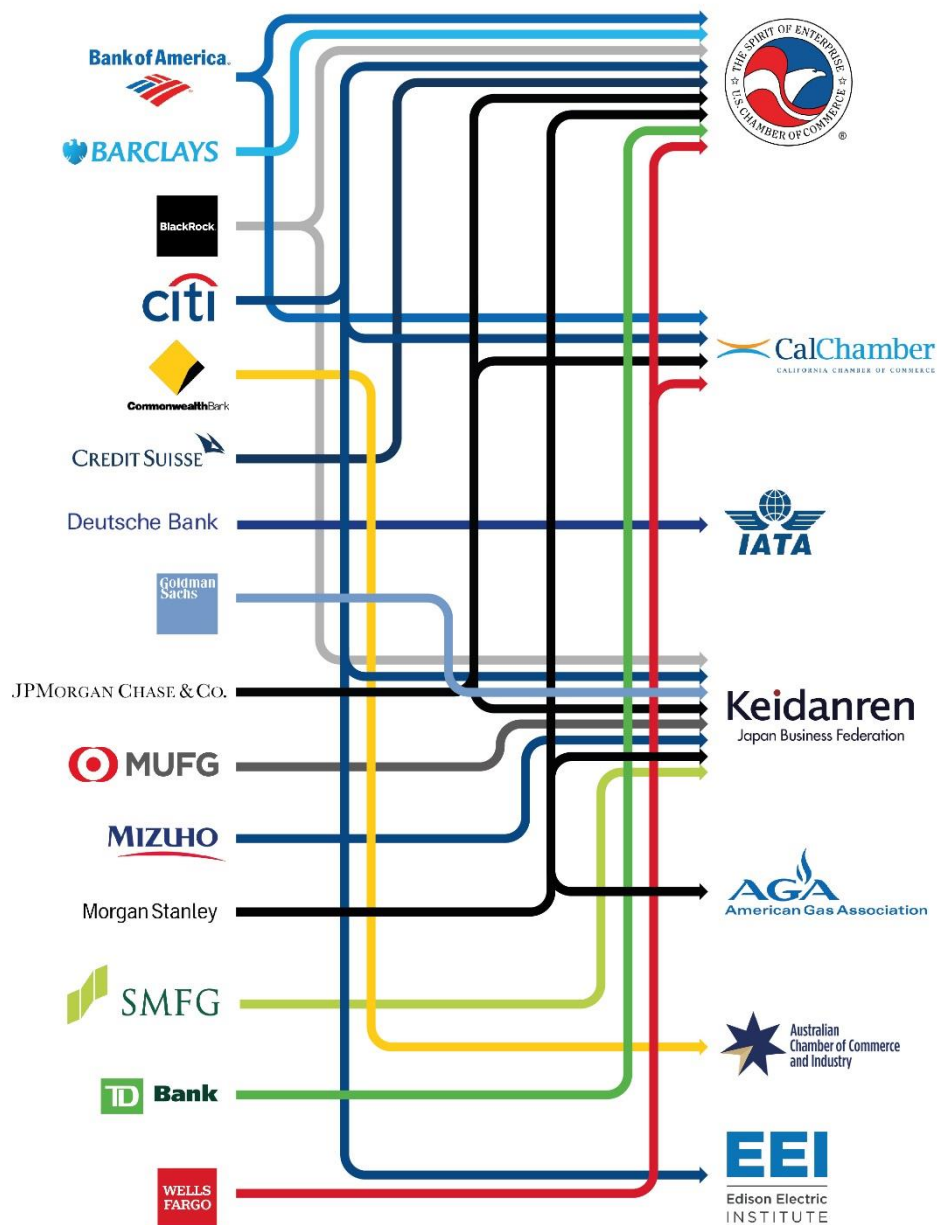 Bank of America.
BARCLAYS
BlackRock.
citi
CommonwealthBank
CREDIT SUISSE
Deutsche Bank
Goldman
Sachs
JPMORGAN CHASE & CO.
MUFG
MIZUHO
Morgan Stanley
SMFG
TD Bank
WELLS
FARGO
THE SPIRIT OF ENTERPRISE
U.S. CHAMBER OF COMMERCE
®
CalChamber
CALIFORNIA CHAMBER OF COMMERCE
IATA
Keidanren
Japan Business Federation
AGA
American Gas Association
Australian
Chamber of Commerce
and Industry
EEI
Edison Electric
INSTITUTE